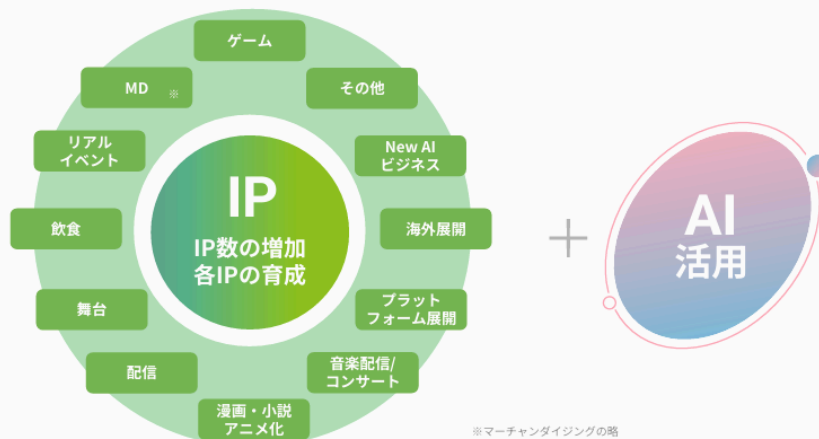 ゲーム
その他
New AI
ビジネス
海外展開
プラット
フォーム展開
音楽配信/
コンサート
漫画・小説
アニメ化
配信
舞台
飲食
リアル
イベント
MD ※
IP
IP数の増加
各IPの育成
+
AI
活用
※マーチャンダイジングの略